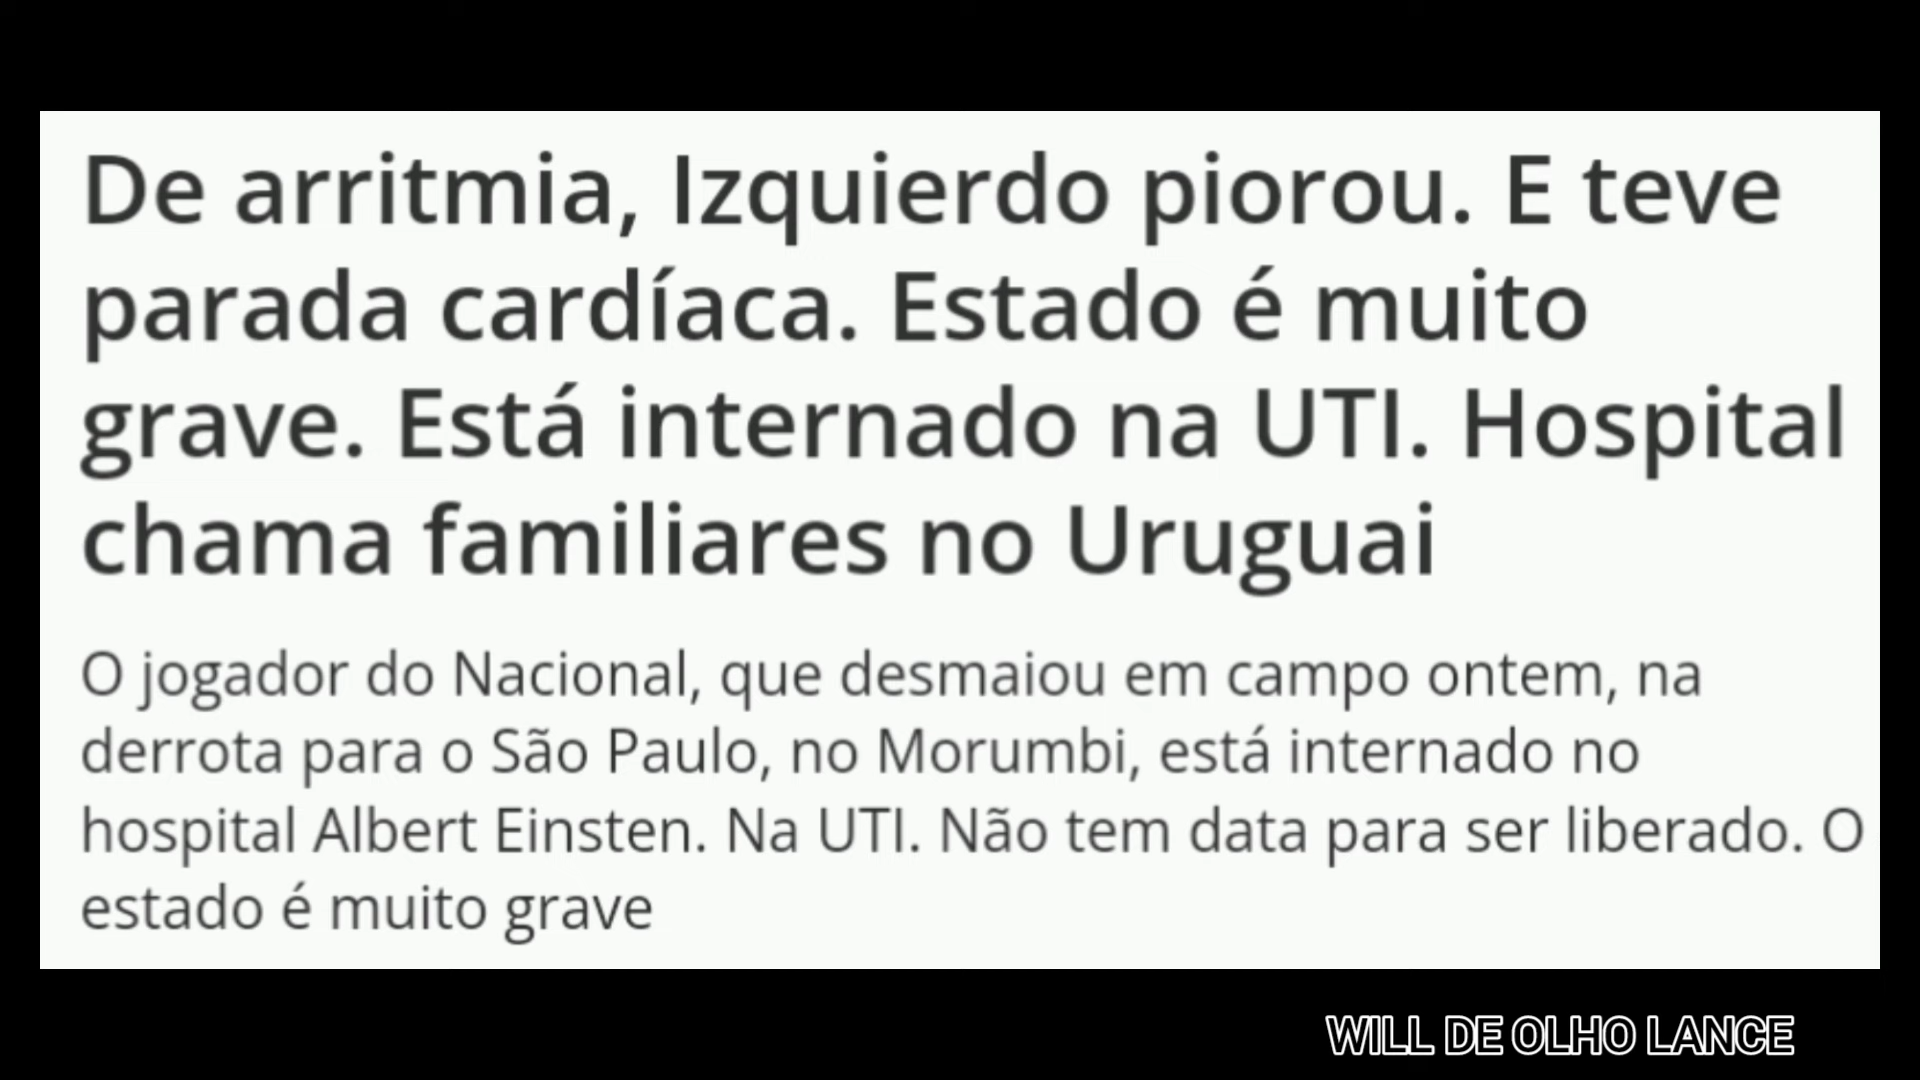 De arritmia, Izquierdo piorou. E teve
parada cardíaca. Estado é muito
grave. Está internado na UTI. Hospital
chama familiares no Uruguai
O jogador do Nacional, que desmaiou em campo ontem, na
derrota para o São Paulo, no Morumbi, está internado no
hospital Albert Einsten. Na UTI. Não tem data para ser liberado. O
estado é muito grave
WILL DE OLHO LANCE